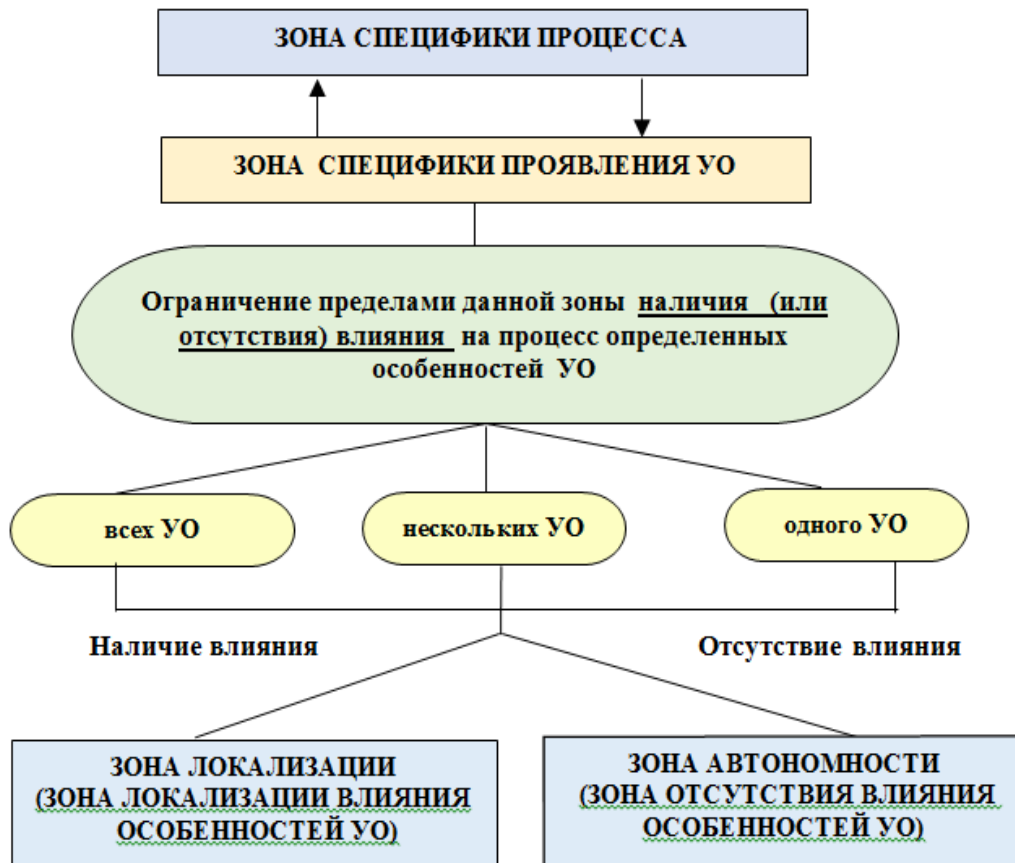 ЗОНА СПЕЦИФИКИ ПРОЦЕССА
ЗОНА СПЕЦИФИКИ ПРОЯВЛЕНИЯ УО
Ограничение пределами данной зоны наличия (или
отсутствия) влияния на процесс определенных
особенностей УО
всех УО
нескольких УО
одного УО
Наличие влияния
Отсутствие влияния
ЗОНА ЛОКАЛИЗАЦИИ
(ЗОНА ЛОКАЛИЗАЦИИ ВЛИЯНИЯ
ОСОБЕННОСТЕЙ УО)
ЗОНА АВТОНОМНОСТИ
(ЗОНА ОТСУТСТВИЯ ВЛИЯНИЯ
ОСОБЕННОСТЕЙ УО)